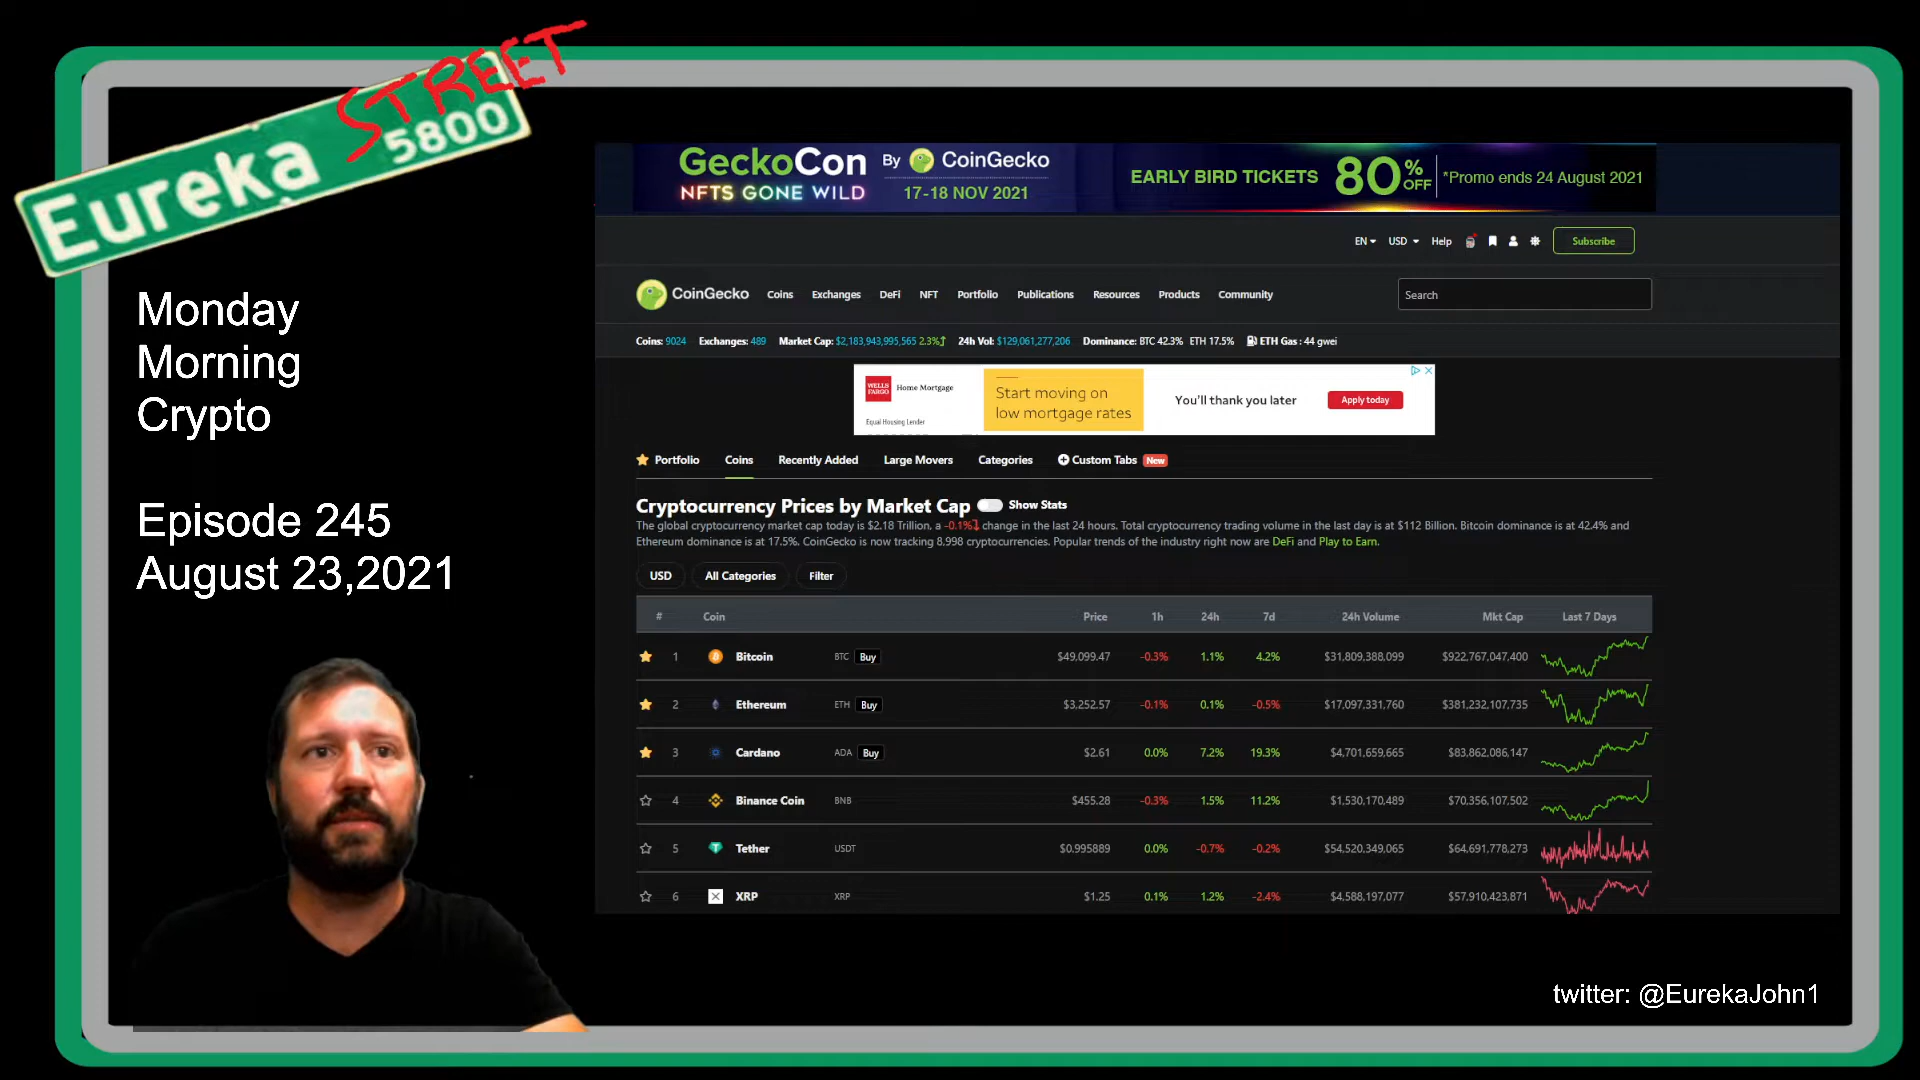 Eureka
STREET
5800
Monday
Morning
Crypto
Episode 245
August 23,2021
GeckoCon By CoinGecko
NFTS GONE WILD 17-18 NOV 2021
EARLY BIRD TICKETS 80% OFF *Promo ends 24 August 2021
EN USD Help Subscribe
CoinGecko Coins Exchanges DeFi NFT Portfolio Publications Resources Products Community Search
Coins: 9024 Exchanges: 489 Market Cap: $2,183,943,995,565 2.3% 24h Vol: $129,061,277,206 Dominance: BTC 42.3% ETH 17.5% ETH Gas: 44 gwei
WELLS FARGO Home Mortgage
Equal Housing Lender
Start moving on
low mortgage rates
You'll thank you later Apply today
Portfolio Coins Recently Added Large Movers Categories Custom Tabs New
Cryptocurrency Prices by Market Cap Show Stats
The global cryptocurrency market cap today is $2.18 Trillion, a -0.1% change in the last 24 hours. Total cryptocurrency trading volume in the last day is at $112 Billion. Bitcoin dominance is at 42.4% and
Ethereum dominance is at 17.5%. CoinGecko is now tracking 8,998 cryptocurrencies. Popular trends of the industry right now are DeFi and Play to Earn.
USD All Categories Filter
# Coin Price 1h 24h 7d 24h Volume Mkt Cap Last 7 Days
1 Bitcoin BTC Buy $49,099.47 -0.3% 1.1% 4.2% $31,809,388,099 $922,767,047,400
2 Ethereum ETH Buy $3,252.57 -0.1% 0.1% -0.5% $17,097,331,760 $381,232,107,735
3 Cardano ADA Buy $2.61 0.0% 7.2% 19.3% $4,701,659,665 $83,862,086,147
4 Binance Coin BNB $455.28 -0.3% 1.5% 11.2% $1,530,170,489 $70,356,107,502
5 Tether USDT $0.995889 0.0% -0.7% -0.2% $54,520,349,065 $64,691,778,273
6 XRP XRP $1.25 0.1% 1.2% -2.4% $4,588,197,077 $57,910,423,871
twitter: @EurekaJohn1